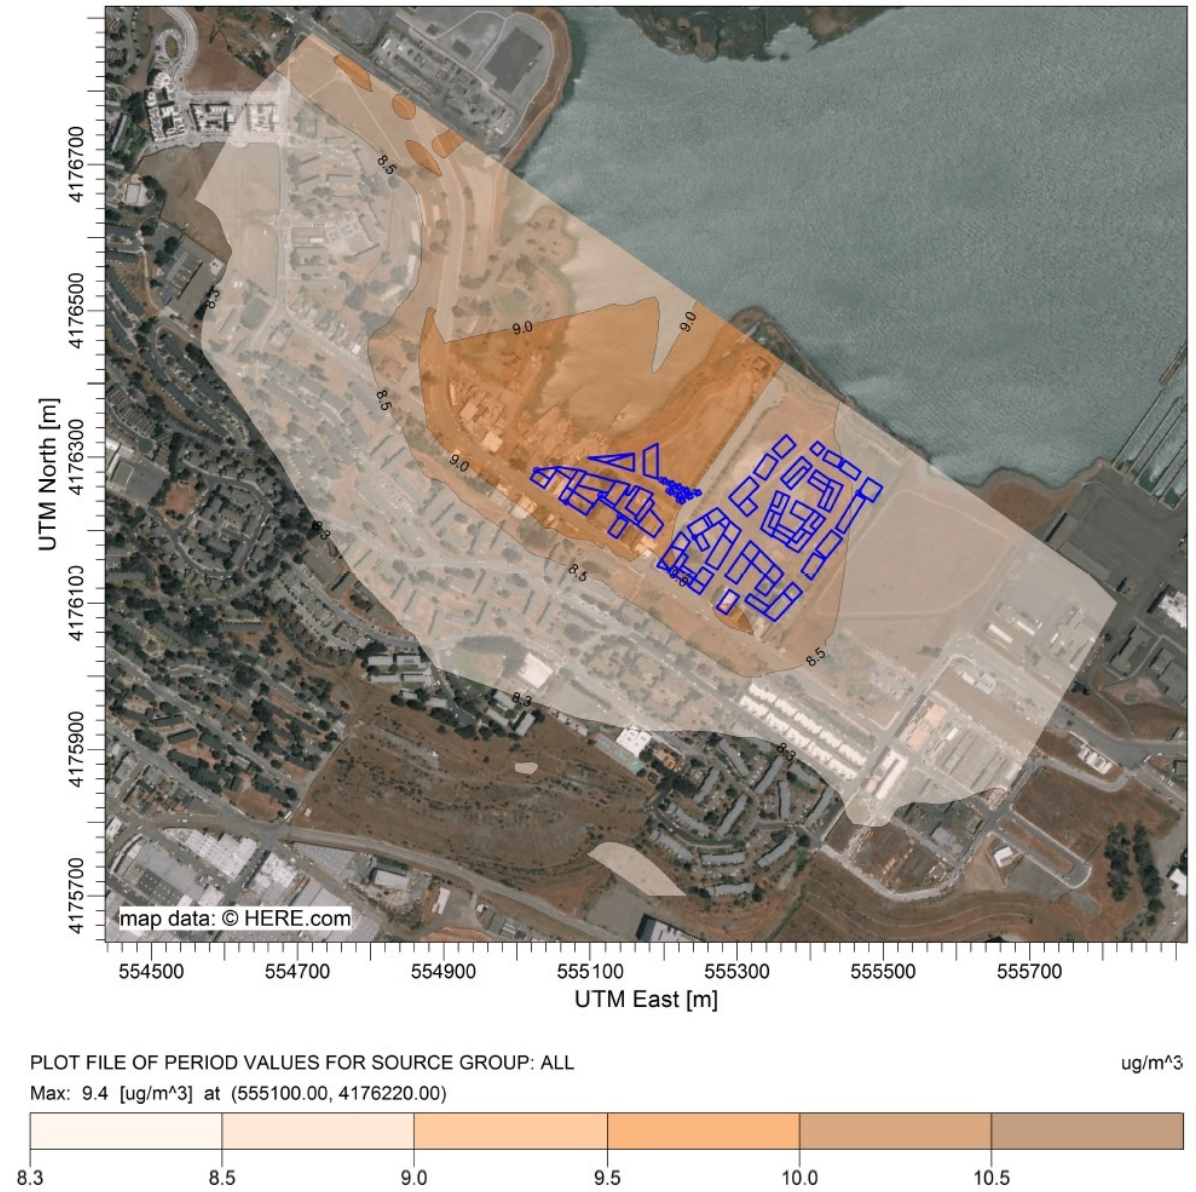 8.5
8.3
9.0
9.0
8.5
9.0
8.3
8.5
9.0
8.5
8.3
8.3
UTM North [m]
4176700
4176500
4176300
4176100
4175900
4175700
map data: © HERE.com
554500 554700 554900 555100 555300 555500 555700
UTM East [m]
PLOT FILE OF PERIOD VALUES FOR SOURCE GROUP: ALL ug/m^3
Max: 9.4 [ug/m^3] at (555100.00, 4176220.00)
8.3 8.5 9.0 9.5 10.0 10.5